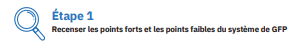 Étape 1
Recenser les points forts et les points faibles du système de GFP